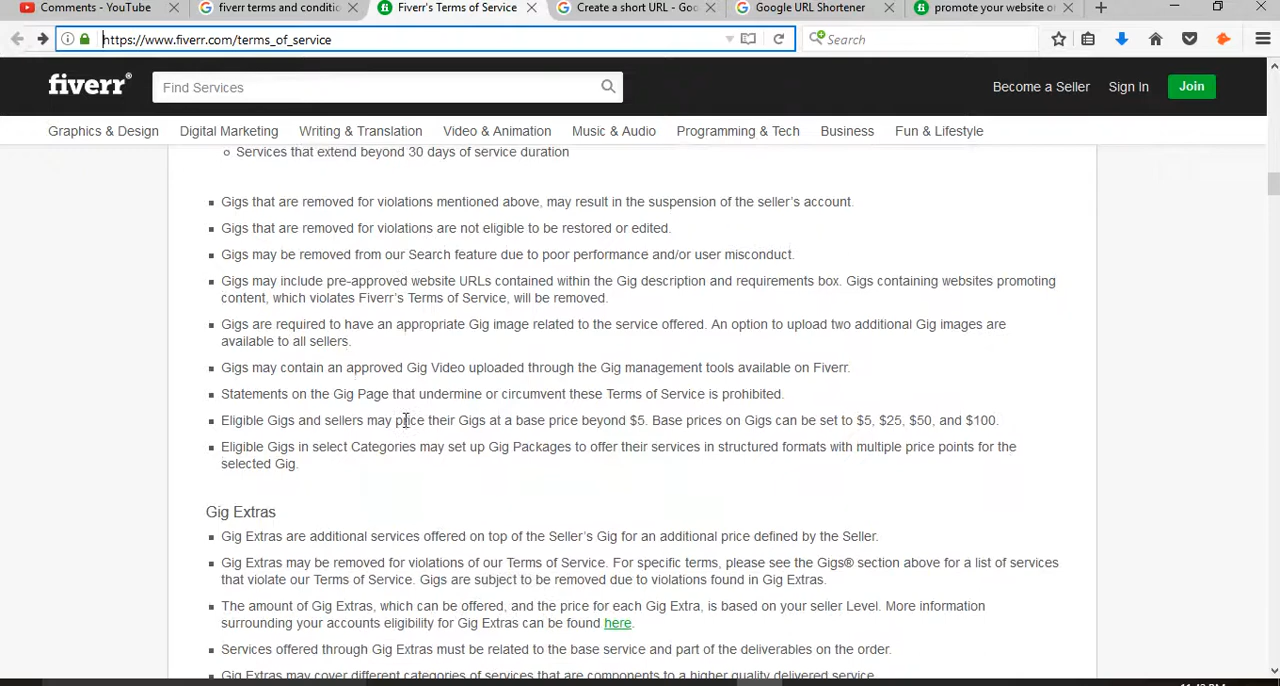 Comments - YouTube
fiverr terms and conditio
Fiverr's Terms of Service
Create a short URL - Goo
Google URL Shortener
promote your website o
https://www.fiverr.com/terms_of_service
Search
fiverr®
Find Services
Become a Seller
Sign In
Join
Graphics & Design
Digital Marketing
Writing & Translation
Video & Animation
Music & Audio
Programming & Tech
Business
Fun & Lifestyle
Services that extend beyond 30 days of service duration
Gigs that are removed for violations mentioned above, may result in the suspension of the seller's account.
Gigs that are removed for violations are not eligible to be restored or edited.
Gigs may be removed from our Search feature due to poor performance and/or user misconduct.
Gigs may include pre-approved website URLs contained within the Gig description and requirements box. Gigs containing websites promoting
content, which violates Fiverr's Terms of Service, will be removed.
Gigs are required to have an appropriate Gig image related to the service offered. An option to upload two additional Gig images are
available to all sellers.
Gigs may contain an approved Gig Video uploaded through the Gig management tools available on Fiverr.
Statements on the Gig Page that undermine or circumvent these Terms of Service is prohibited.
Eligible Gigs and sellers may price their Gigs at a base price beyond $5. Base prices on Gigs can be set to $5, $25, $50, and $100.
Eligible Gigs in select Categories may set up Gig Packages to offer their services in structured formats with multiple price points for the
selected Gig.
Gig Extras
Gig Extras are additional services offered on top of the Seller's Gig for an additional price defined by the Seller.
Gig Extras may be removed for violations of our Terms of Service. For specific terms, please see the Gigs® section above for a list of services
that violate our Terms of Service. Gigs are subject to be removed due to violations found in Gig Extras.
The amount of Gig Extras, which can be offered, and the price for each Gig Extra, is based on your seller Level. More information
surrounding your accounts eligibility for Gig Extras can be found here.
Services offered through Gig Extras must be related to the base service and part of the deliverables on the order.
Gig Extras may cover different categories of services that are components to a higher quality delivered service.